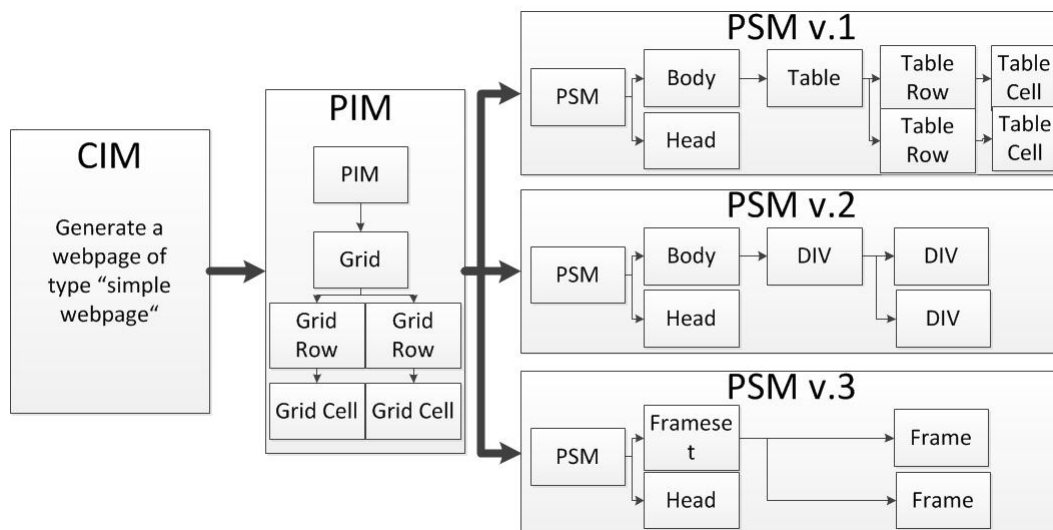 CIM
Generate a
webpage of
type “simple
webpage“
PIM
PIM
Grid
Grid
Row
Grid
Row
Grid Cell
Grid Cell
PSM v.1
PSM
Body
Head
Table
Table
Row
Table
Cell
Table
Row
Table
Cell
PSM v.2
PSM
Body
Head
DIV
DIV
DIV
PSM v.3
PSM
Framese
t
Head
Frame
Frame